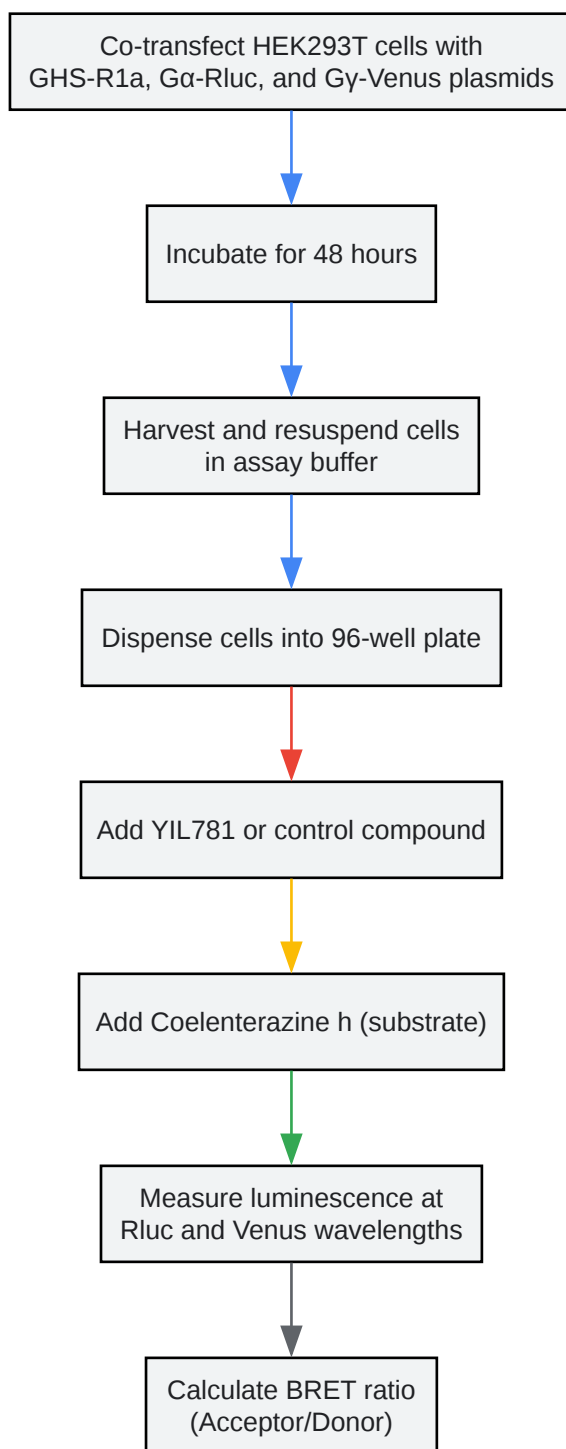 Co-transfect HEK293T cells with
GHS-R1a, Gα-Rluc, and Gγ-Venus plasmids
Incubate for 48 hours
Harvest and resuspend cells
in assay buffer
Dispense cells into 96-well plate
Add YIL781 or control compound
Add Coelenterazine h (substrate)
Measure luminescence at
Rluc and Venus wavelengths
Calculate BRET ratio
(Acceptor/Donor)